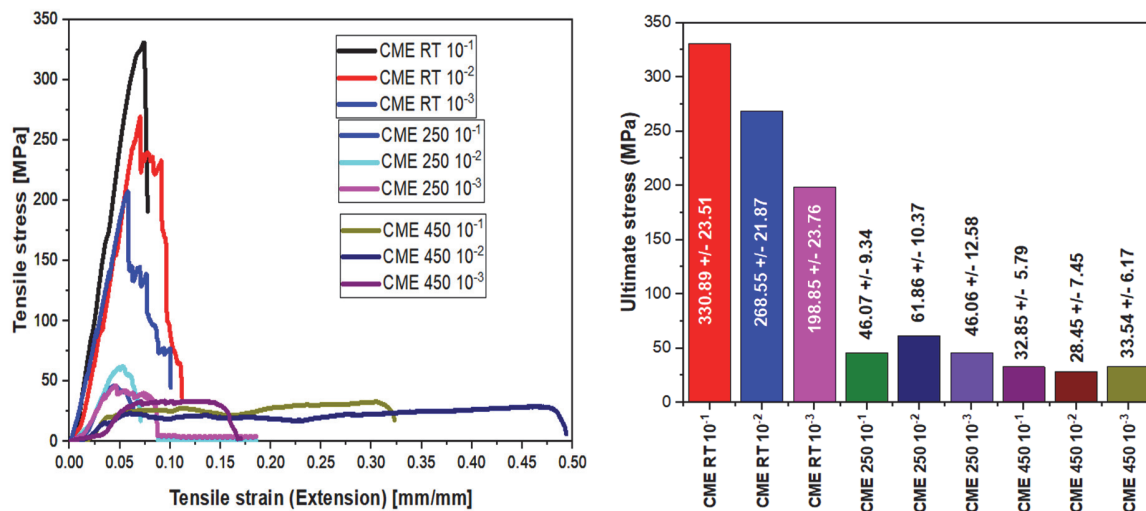 350
300
250
200
150
100
50
0
Tensile stress [MPa]
CME RT 10⁻¹
CME RT 10⁻²
CME RT 10⁻³
CME 250 10⁻¹
CME 250 10⁻²
CME 250 10⁻³
CME 450 10⁻¹
CME 450 10⁻²
CME 450 10⁻³
0.00 0.05 0.10 0.15 0.20 0.25 0.30 0.35 0.40 0.45 0.50
Tensile strain (Extension) [mm/mm]
350
300
250
200
150
100
50
0
Ultimate stress (MPa)
330.89 +/- 23.51
268.55 +/- 21.87
198.85 +/- 23.76
46.07 +/- 9.34
61.86 +/- 10.37
46.06 +/- 12.58
32.85 +/- 5.79
28.45 +/- 7.45
33.54 +/- 6.17
CME RT 10⁻¹
CME RT 10⁻²
CME RT 10⁻³
CME 250 10⁻¹
CME 250 10⁻²
CME 250 10⁻³
CME 450 10⁻¹
CME 450 10⁻²
CME 450 10⁻³